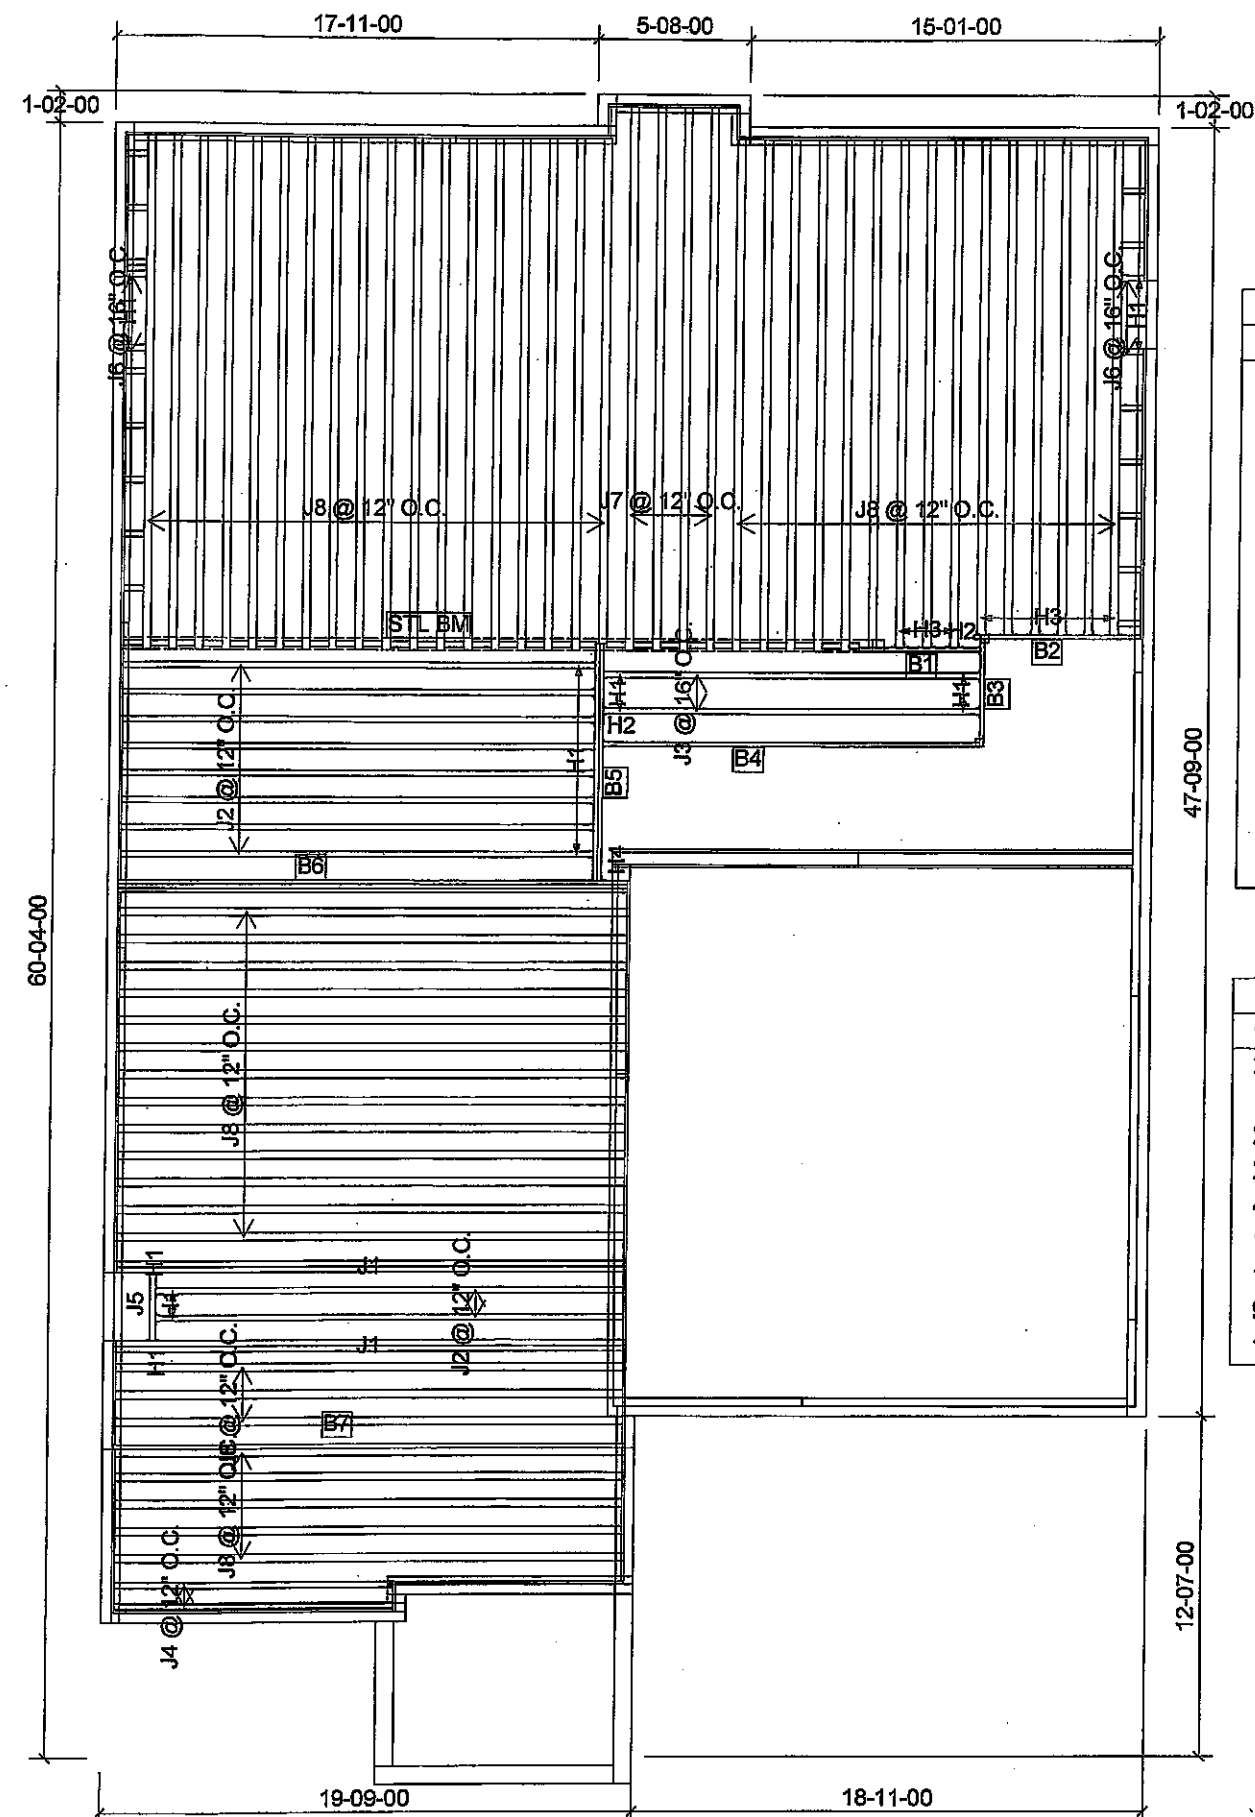 17-11-00
5-08-00
15-01-00
1-02-00
1-02-00
J6 @ 16" O.C.
H1
J6 @ 16" O.C.
H1
J8 @ 12" O.C.
J7 @ 12" O.C.
J8 @ 12" O.C.
STL BM
H3
H2
H3
B1
B2
J2 @ 12" O.C.
H1
H1
J3 @ 16" O.C.
H1
B3
H2
B4
B5
47-09-00
B6
H4
60-04-00
J8 @ 12" O.C.
H1
J1
J5
J2 @ 12" O.C.
H1
J1
@ 12" O.C.
B7
J8 @ 12" O.C.
J4 @ 12" O.C.
12-07-00
19-09-00
18-11-00